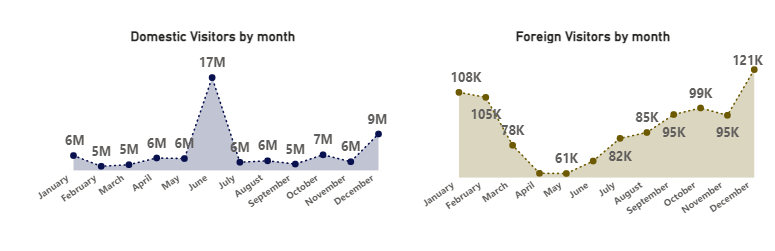 Domestic Visitors by month
17M
6M
5M
5M
6M
6M
6M
6M
5M
7M
6M
9M
January
February
March
April
May
June
July
August
September
October
November
December
Foreign Visitors by month
108K
105K
78K
61K
82K
85K
95K
99K
95K
121K
January
February
March
April
May
June
July
August
September
October
November
December